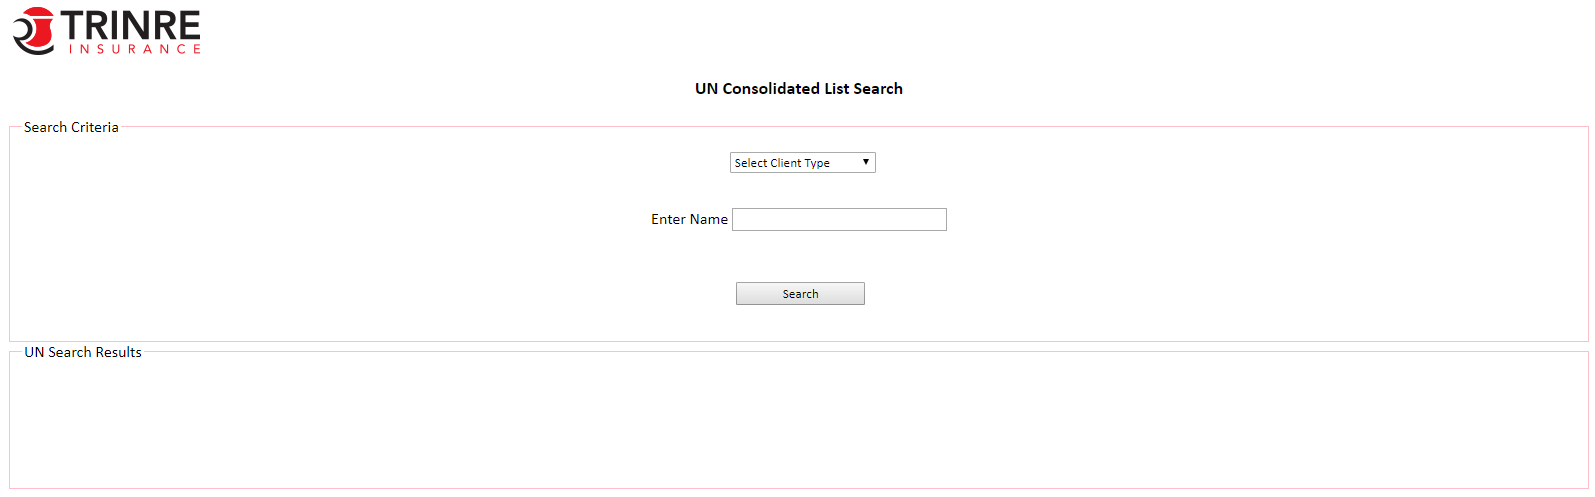 TRINRE
INSURANCE
UN Consolidated List Search
Search Criteria
Select Client Type
Enter Name
Search
UN Search Results